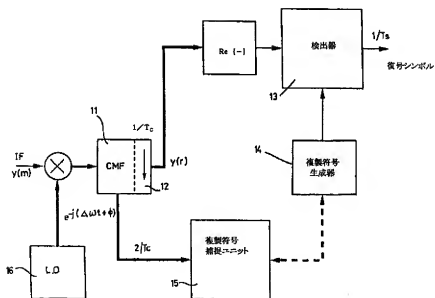 Re {-}
検出器
13
1/Ts
復号シンボル
11
1/Tc
CMF
12
y(r)
IF
y(m)
14
複製符号
生成器
e-j(Δωt+φ)
2/Tc
複製符号
捕捉ユニット
15
16
L.O